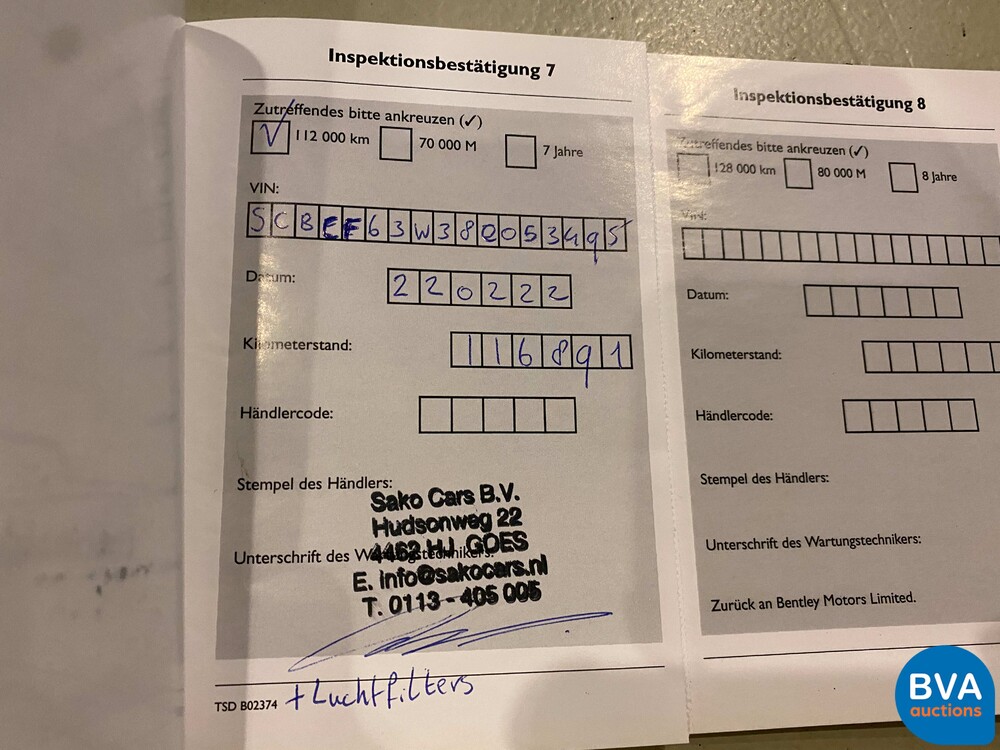 Inspektionsbestätigung 7
Zutreffendes bitte ankreuzen (✓)
✓ 112 000 km 70 000 M 7 Jahre
VIN:
SCBCF63W38C053495
Datum:
220222
Kilometerstand:
116891
Händlercode:
Stempel des Händlers:
Sako Cars B.V.
Hudsonweg 22
4462 HJ GOES
Unterschrift des Wartungstechnikers:
E. info@sakocars.nl
T. 0113 - 405 005
TSD B02374
+ Luchtfilters
Inspektionsbestätigung 8
Zutreffendes bitte ankreuzen (✓)
128 000 km 80 000 M 8 Jahre
Datum:
Kilometerstand:
Händlercode:
Stempel des Händlers:
Unterschrift des Wartungstechnikers:
Zurück an Bentley Motors Limited.
BVA
auctions